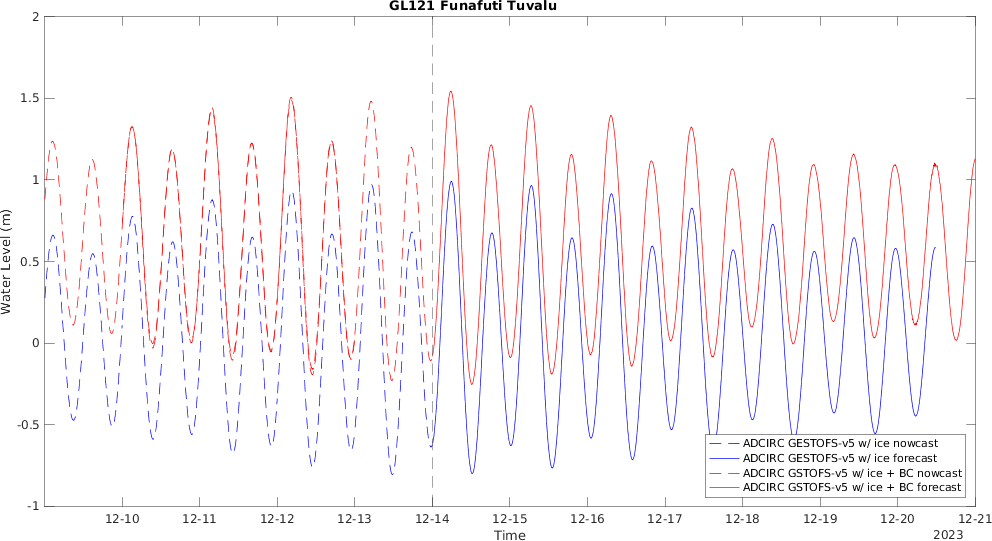 GL121 Funafuti Tuvalu
2
1.5
1
0.5
0
-0.5
-1
Water Level (m)
12-10 12-11 12-12 12-13 12-14 12-15 12-16 12-17 12-18 12-19 12-20 12-21
Time
2023
ADCIRC GESTOFS-v5 w/ ice nowcast
ADCIRC GESTOFS-v5 w/ ice forecast
ADCIRC GSTOFS-v5 w/ ice + BC nowcast
ADCIRC GSTOFS-v5 w/ ice + BC forecast